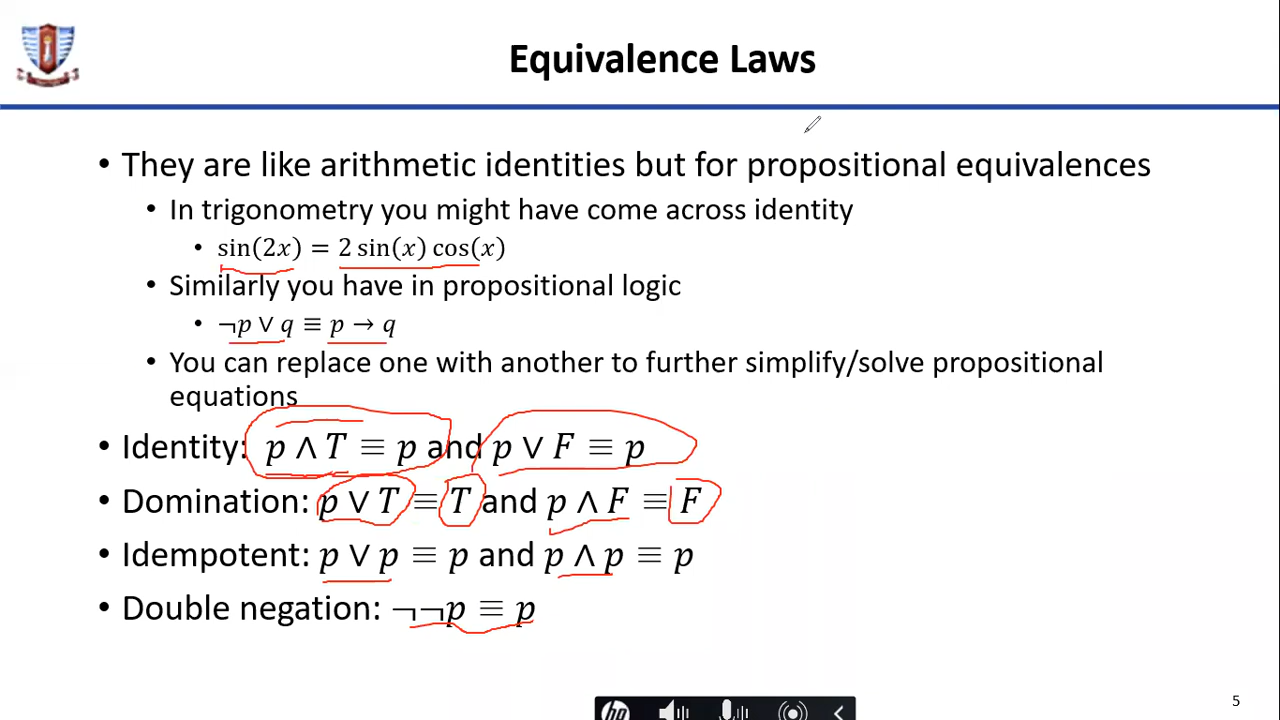 Equivalence Laws
• They are like arithmetic identities but for propositional equivalences
• In trigonometry you might have come across identity
• sin(2x) = 2 sin(x) cos(x)
• Similarly you have in propositional logic
• ¬p ∨ q ≡ p → q
• You can replace one with another to further simplify/solve propositional
equations
• Identity: p ∧ T ≡ p and p ∨ F ≡ p
• Domination: p ∨ T ≡ T and p ∧ F ≡ F
• Idempotent: p ∨ p ≡ p and p ∧ p ≡ p
• Double negation: ¬¬p ≡ p
5
hp